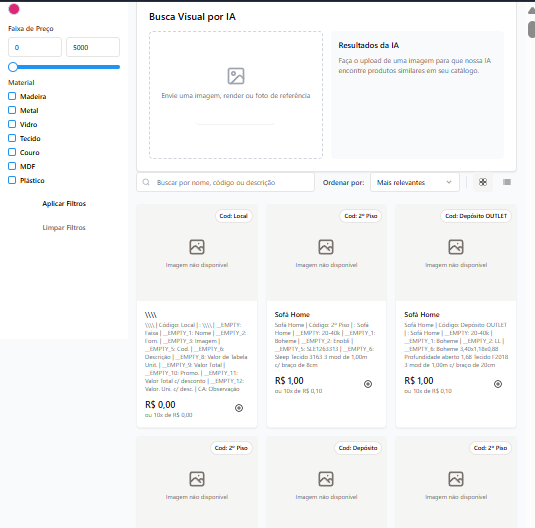 Faixa de Preço
0
5000
Material
Madeira
Metal
Vidro
Tecido
Couro
MDF
Plástico
Aplicar Filtros
Limpar Filtros
Busca Visual por IA
Envie uma imagem, render ou foto de referência
Resultados da IA
Faça o upload de uma imagem para que nossa IA
encontre produtos similares em seu catálogo.
Buscar por nome, código ou descrição
Ordenar por:
Mais relevantes
Cod: Local
Imagem não disponível
\\\\
\\\\ | Código: Local | : \\\\ | __EMPTY:
Faixa | __EMPTY_1: Nome | __EMPTY_2:
Forn. | __EMPTY_3: Imagem |
__EMPTY_5: Cod. | __EMPTY_6:
Descrição | __EMPTY_8: Valor de Tabela
Unit. | __EMPTY_9: Valor Total |
__EMPTY_10: Promo. | __EMPTY_11:
Valor Total c/ desconto | __EMPTY_12:
Valor. Uni. c/ desc. | CA: Observação
R$ 0,00
ou 10x de R$ 0,00
Cod: 2º Piso
Imagem não disponível
Sofá Home
Sofá Home | Código: 2º Piso | : Sofá
Home | __EMPTY: 20-40k | __EMPTY_1:
Boheme | __EMPTY_2: Enobli |
__EMPTY_5: SLE1263313 | __EMPTY_6:
Sleep Tecido 3163 3 mod de 1,00m
c/ braço de 8cm
R$ 1,00
ou 10x de R$ 0,10
Cod: Depósito OUTLET
Imagem não disponível
Sofá Home
Sofá Home | Código: Depósito OUTLET
| : Sofá Home | __EMPTY: 20-40k |
__EMPTY_1: Boheme | __EMPTY_2: LL |
__EMPTY_6: Boheme 3,40x1,18x0,88
Profundidade aberto 1,68 Tecido F2018
3 mod de 1,00m c/ braço de 20cm
R$ 1,00
ou 10x de R$ 0,10
Cod: 2º Piso
Imagem não disponível
Cod: Depósito
Imagem não disponível
Cod: 2º Piso
Imagem não disponível